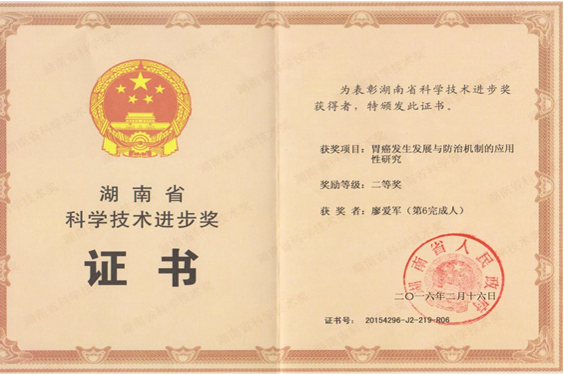 湖南省
科学技术进步奖
证书
为表彰湖南省科学技术进步奖
获得者，特颁发此证书。
获奖项目：胃癌发生发展与防治机制的应用
性研究
奖励等级：二等奖
获 奖 者：廖爱军（第6完成人）
湖南省人民政府
二〇一六年二月十六日
证书号：20154296-J2-219-R06